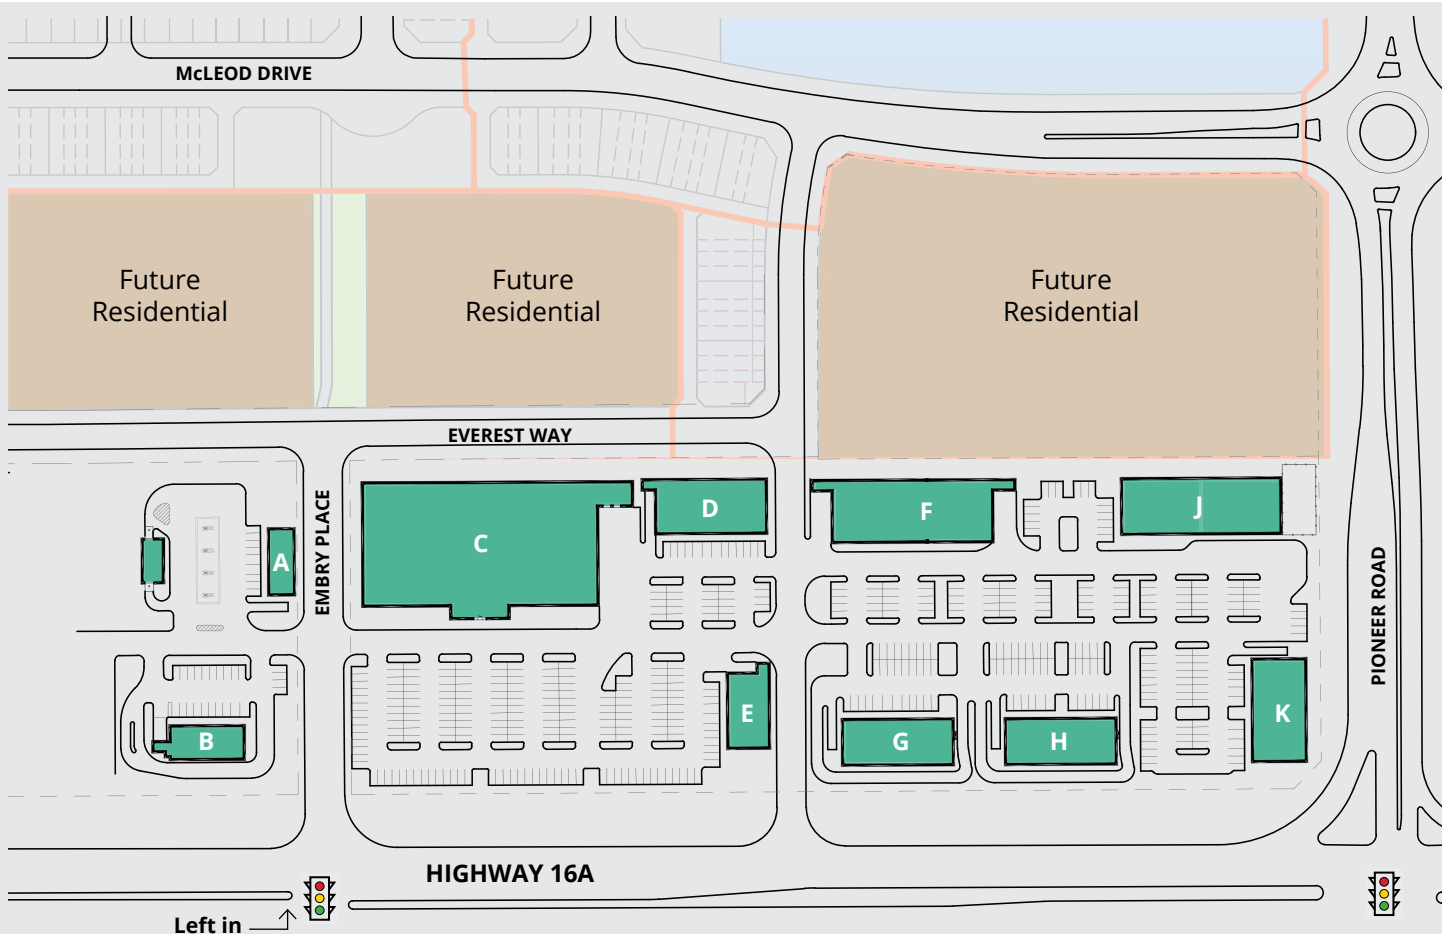 McLEOD DRIVE
Future
Residential
Future
Residential
Future
Residential
EVEREST WAY
EMBRY PLACE
PIONEER ROAD
A
B
C
D
E
F
G
H
J
K
HIGHWAY 16A
Left in